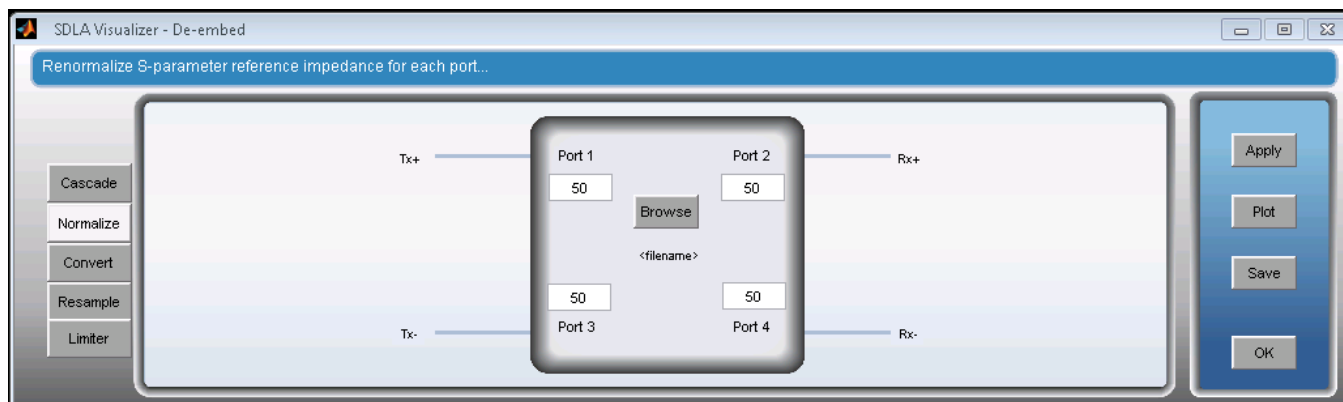 SDLA Visualizer - De-embed
Renormalize S-parameter reference impedance for each port...
Cascade
Normalize
Convert
Resample
Limiter
Tx+
Port 1
Port 2
Rx+
50
50
Browse
<filename>
50
50
Tx-
Port 3
Port 4
Rx-
Apply
Plot
Save
OK